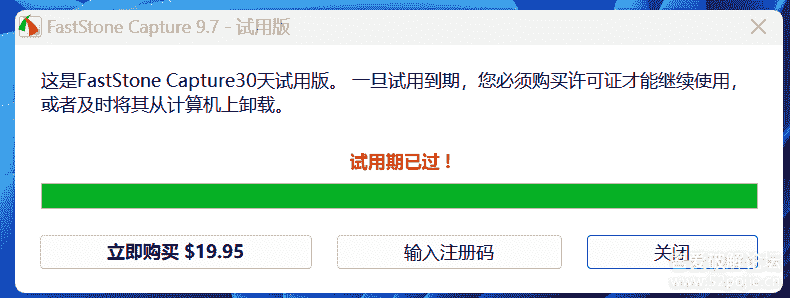 FastStone Capture 9.7 - 试用版
这是FastStone Capture30天试用版。 一旦试用到期，您必须购买许可证才能继续使用，
或者及时将其从计算机上卸载。
试用期已过！
立即购买 $19.95
输入注册码
关闭